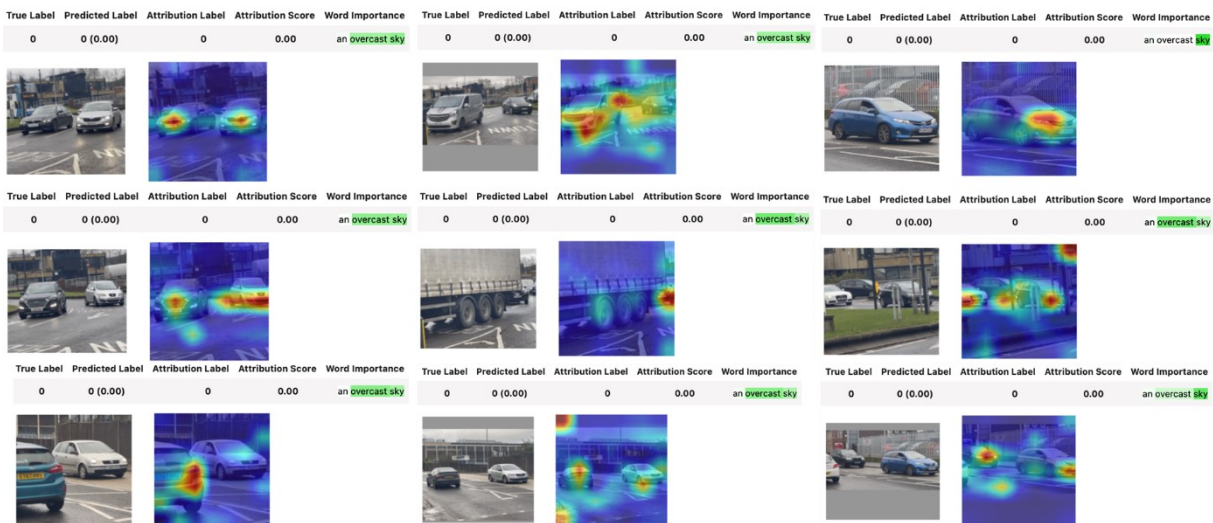 True Label Predicted Label Attribution Label Attribution Score Word Importance
0 0 (0.00) 0 0.00 an overcast sky
True Label Predicted Label Attribution Label Attribution Score Word Importance
0 0 (0.00) 0 0.00 an overcast sky
True Label Predicted Label Attribution Label Attribution Score Word Importance
0 0 (0.00) 0 0.00 an overcast sky
True Label Predicted Label Attribution Label Attribution Score Word Importance
0 0 (0.00) 0 0.00 an overcast sky
True Label Predicted Label Attribution Label Attribution Score Word Importance
0 0 (0.00) 0 0.00 an overcast sky
True Label Predicted Label Attribution Label Attribution Score Word Importance
0 0 (0.00) 0 0.00 an overcast sky
True Label Predicted Label Attribution Label Attribution Score Word Importance
0 0 (0.00) 0 0.00 an overcast sky
True Label Predicted Label Attribution Label Attribution Score Word Importance
0 0 (0.00) 0 0.00 an overcast sky
True Label Predicted Label Attribution Label Attribution Score Word Importance
0 0 (0.00) 0 0.00 an overcast sky